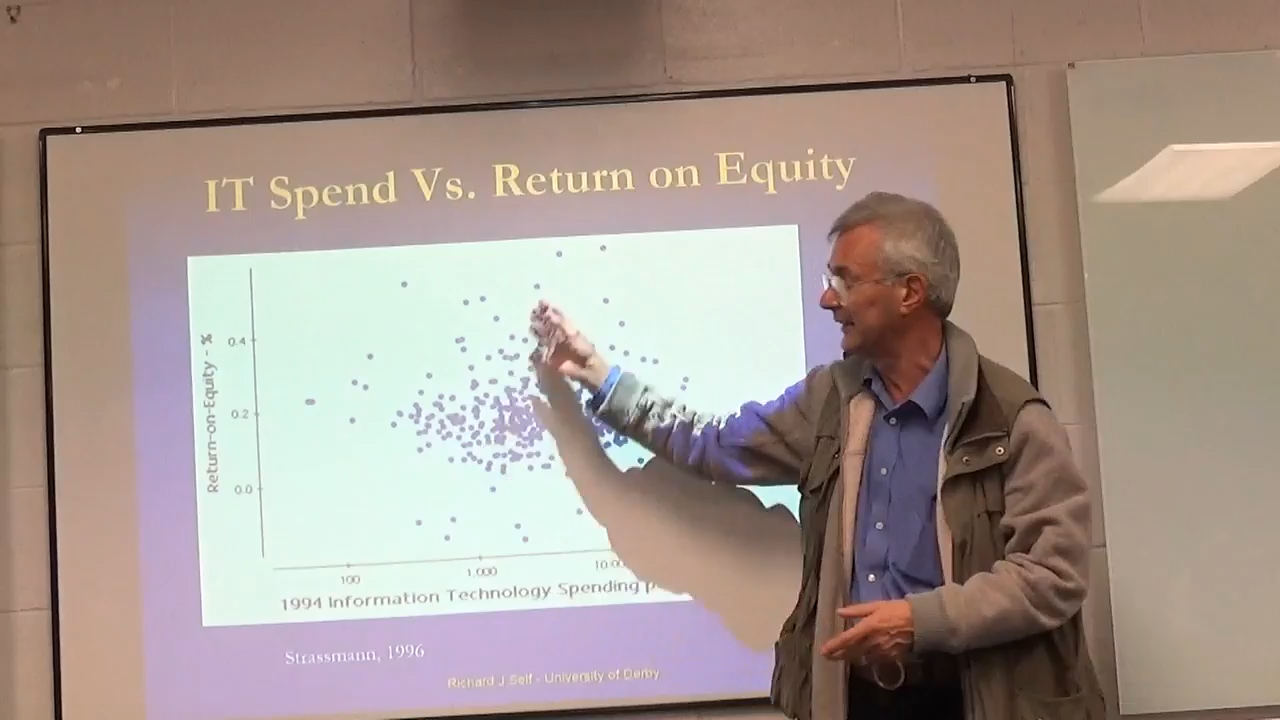 IT Spend Vs. Return on Equity
Return-on-Equity - %
0.4
0.2
0.0
100
1,000
1994 Information Technology Spending
Strassmann, 1996
Richard J Self - University of Derby